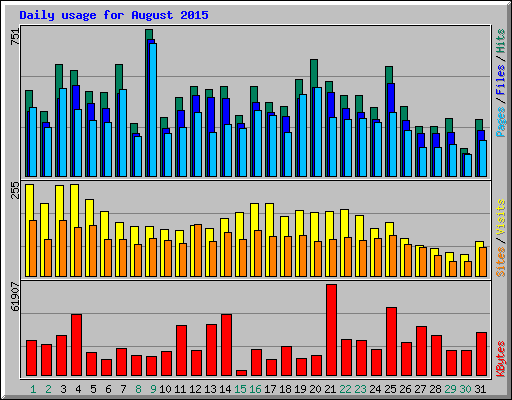 Daily usage for August 2015
751
Pages / Files / Hits
255
Sites / Visits
61907
KBytes
1 2 3 4 5 6 7 8 9 10 11 12 13 14 15 16 17 18 19 20 21 22 23 24 25 26 27 28 29 30 31